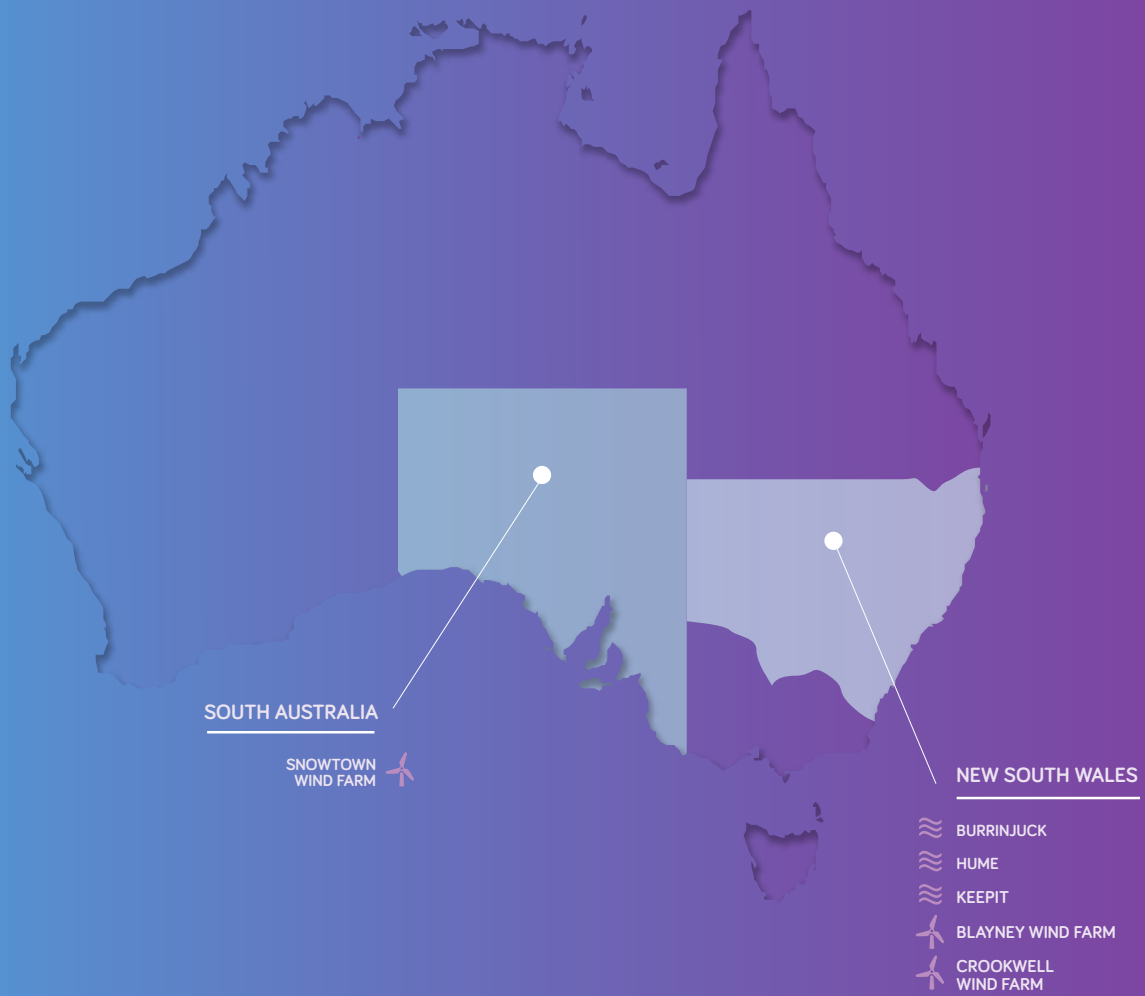 SOUTH AUSTRALIA
SNOWTOWN
WIND FARM
NEW SOUTH WALES
BURRINJUCK
HUME
KEEPIT
BLAYNEY WIND FARM
CROOKWELL
WIND FARM